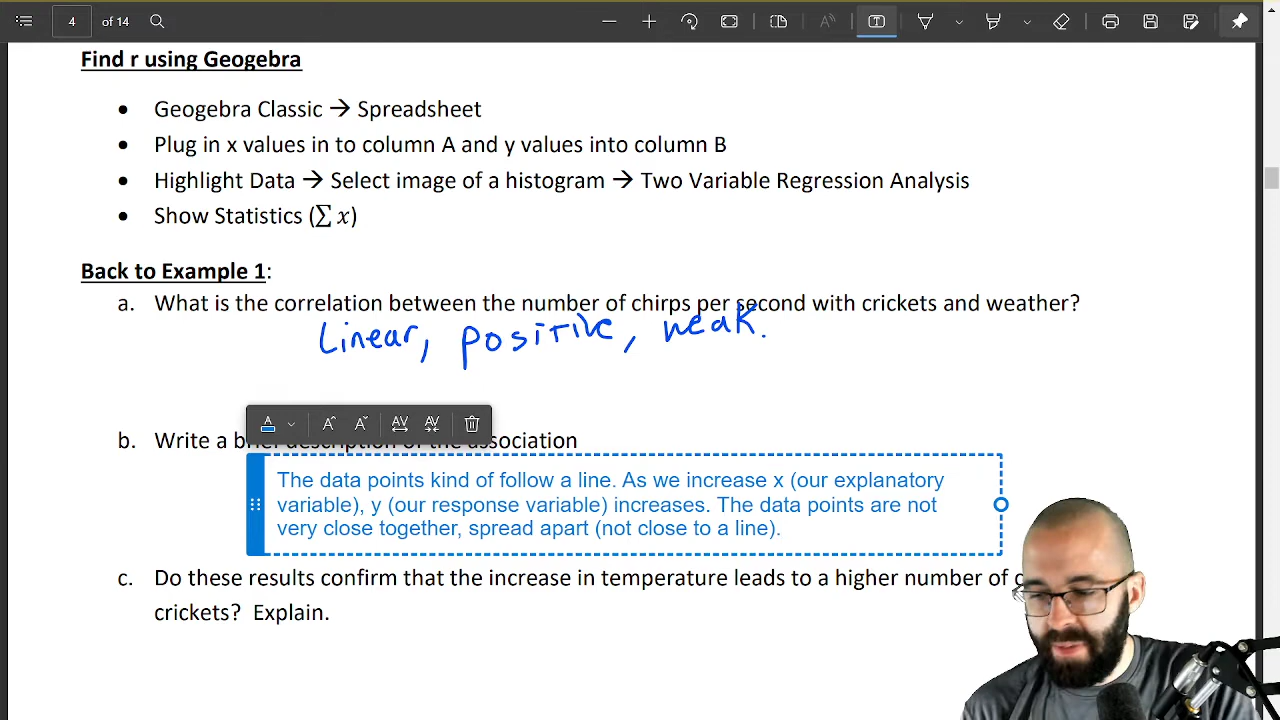 4 of 14
Find r using Geogebra
• Geogebra Classic → Spreadsheet
• Plug in x values in to column A and y values into column B
• Highlight Data → Select image of a histogram → Two Variable Regression Analysis
• Show Statistics (∑ x)
Back to Example 1:
a. What is the correlation between the number of chirps per second with crickets and weather?
Linear, positive, weak.
b. Write a brief description of the association
The data points kind of follow a line. As we increase x (our explanatory
variable), y (our response variable) increases. The data points are not
very close together, spread apart (not close to a line).
c. Do these results confirm that the increase in temperature leads to a higher number of
crickets? Explain.